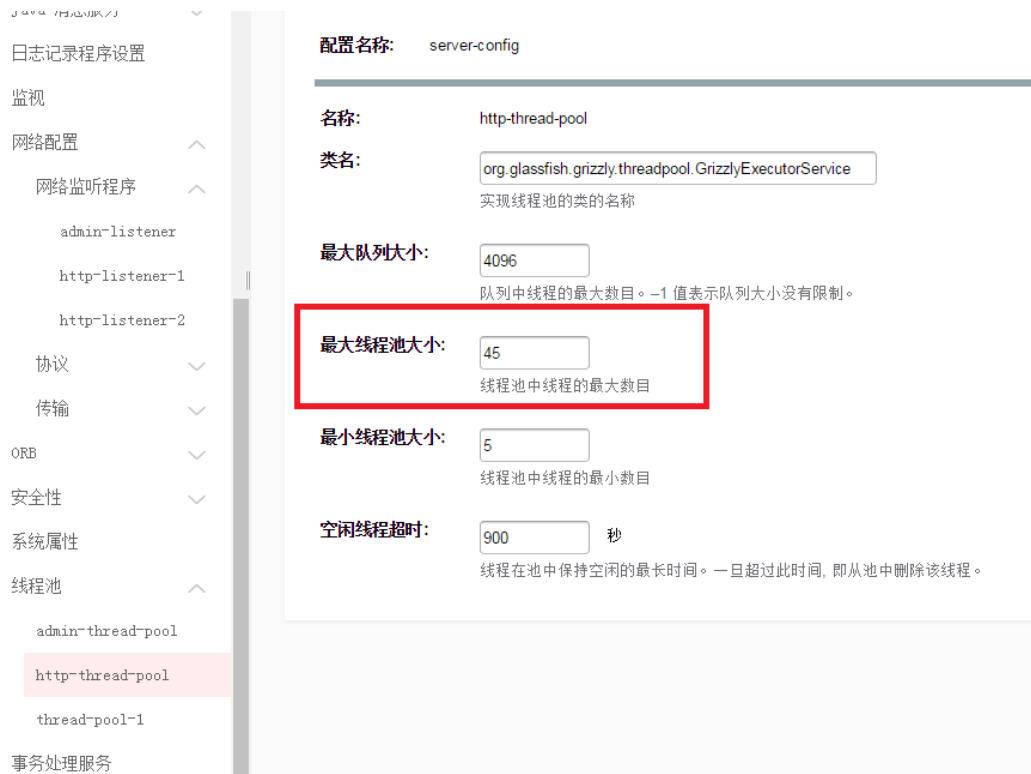 Java 消息服务
日志记录程序设置
监视
网络配置
网络监听程序
admin-listener
http-listener-1
http-listener-2
协议
传输
ORB
安全性
系统属性
线程池
admin-thread-pool
http-thread-pool
thread-pool-1
事务处理服务
配置名称: server-config
名称: http-thread-pool
类名: org.glassfish.grizzly.threadpool.GrizzlyExecutorService
实现线程池的类的名称
最大队列大小: 4096
队列中线程的最大数目。–1 值表示队列大小没有限制。
最大线程池大小: 45
线程池中线程的最大数目
最小线程池大小: 5
线程池中线程的最小数目
空闲线程超时: 900 秒
线程在池中保持空闲的最长时间。一旦超过此时间, 即从池中删除该线程。